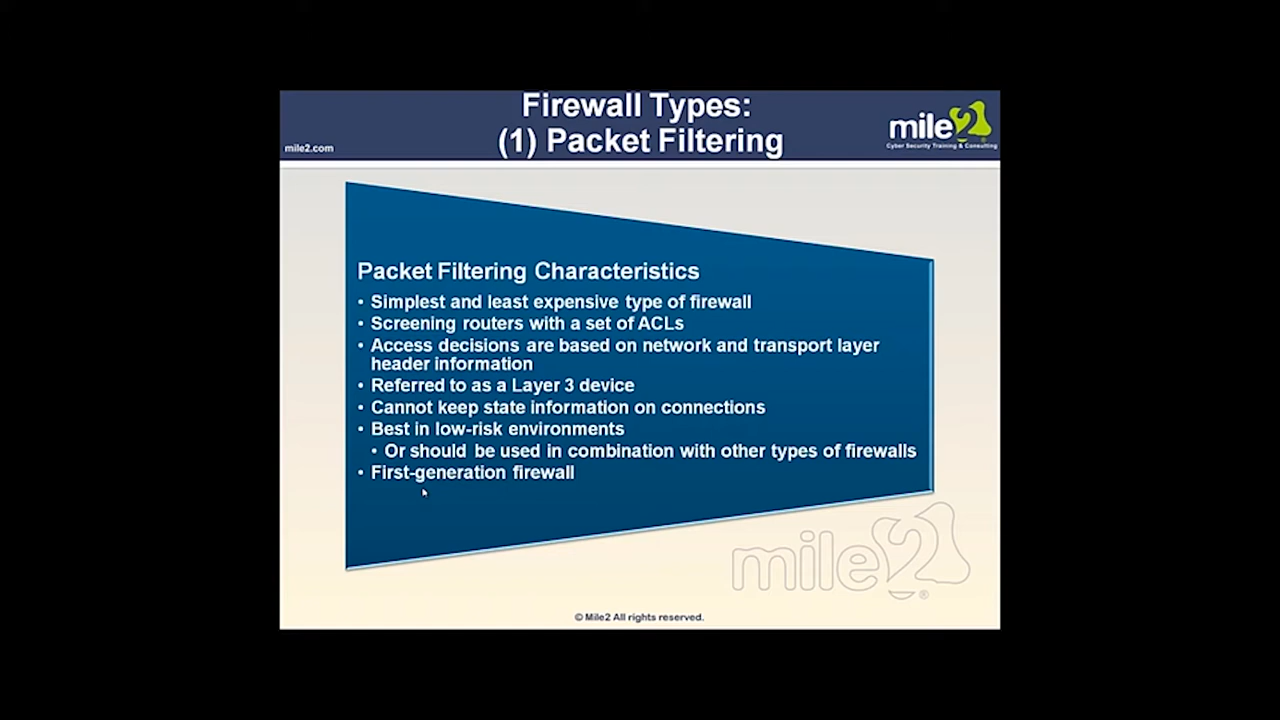 Firewall Types:
(1) Packet Filtering
mile2.com
mile2
Cyber Security Training & Consulting
Packet Filtering Characteristics
• Simplest and least expensive type of firewall
• Screening routers with a set of ACLs
• Access decisions are based on network and transport layer
header information
• Referred to as a Layer 3 device
• Cannot keep state information on connections
• Best in low-risk environments
• Or should be used in combination with other types of firewalls
• First-generation firewall
mile2®
© Mile2 All rights reserved.